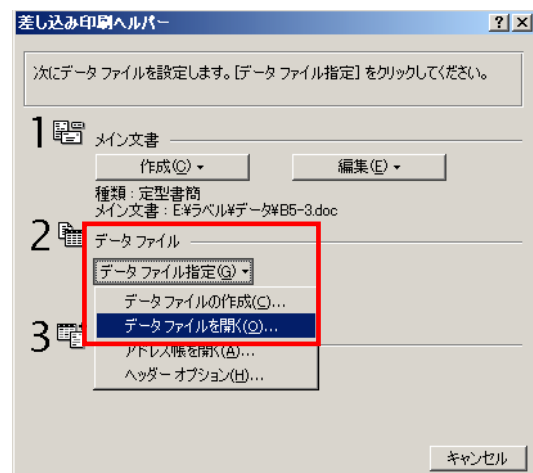 差し込み印刷ヘルパー
次にデータ ファイルを設定します。[データ ファイル指定] をクリックしてください。
1 メイン文書
作成(C) 編集(E)
種類 : 定型書簡
メイン文書 : E:¥ラベル¥データ¥B5-3.doc
2 データ ファイル
データ ファイル指定(G)
データ ファイルの作成(C)...
データ ファイルを開く(O)...
3
アドレス帳を開く(A)...
ヘッダー オプション(H)...
キャンセル